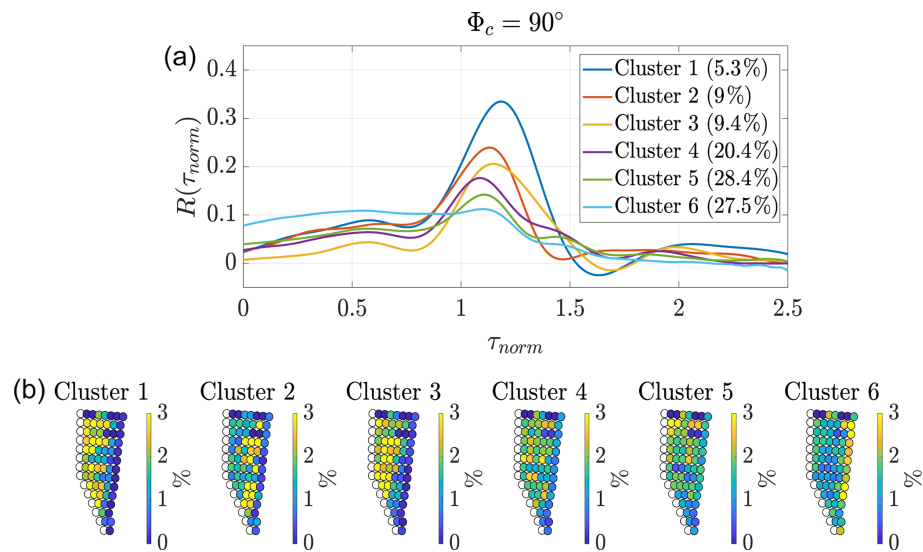 Φ_c = 90°
(a)
R(τ_norm)
0.4
0.3
0.2
0.1
0
0 0.5 1 1.5 2 2.5
τ_norm
Cluster 1 (5.3%)
Cluster 2 (9%)
Cluster 3 (9.4%)
Cluster 4 (20.4%)
Cluster 5 (28.4%)
Cluster 6 (27.5%)
(b)
Cluster 1 Cluster 2 Cluster 3 Cluster 4 Cluster 5 Cluster 6
3 3 3 3 3 3
2 2 2 2 2 2
1 1 1 1 1 1
0 0 0 0 0 0
% % % % % %